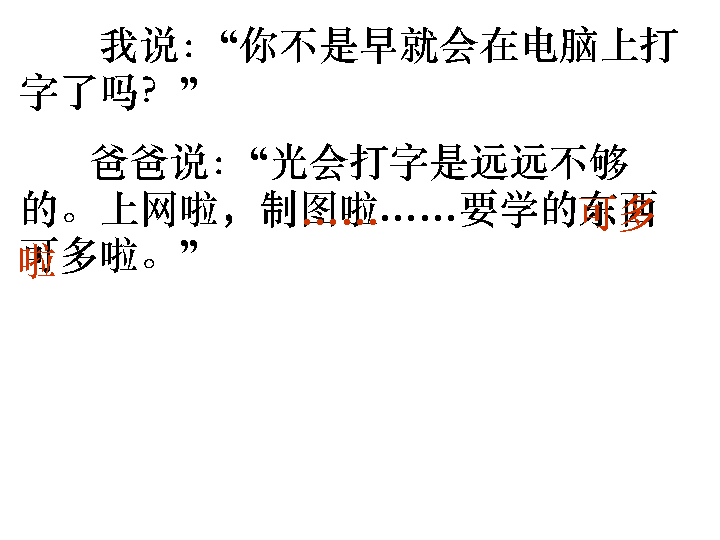 我说：“你不是早就会在电脑上打
字了吗？”
爸爸说：“光会打字是远远不够
的。上网啦，制图啦……要学的东西
可多啦。”
……
可多
啦